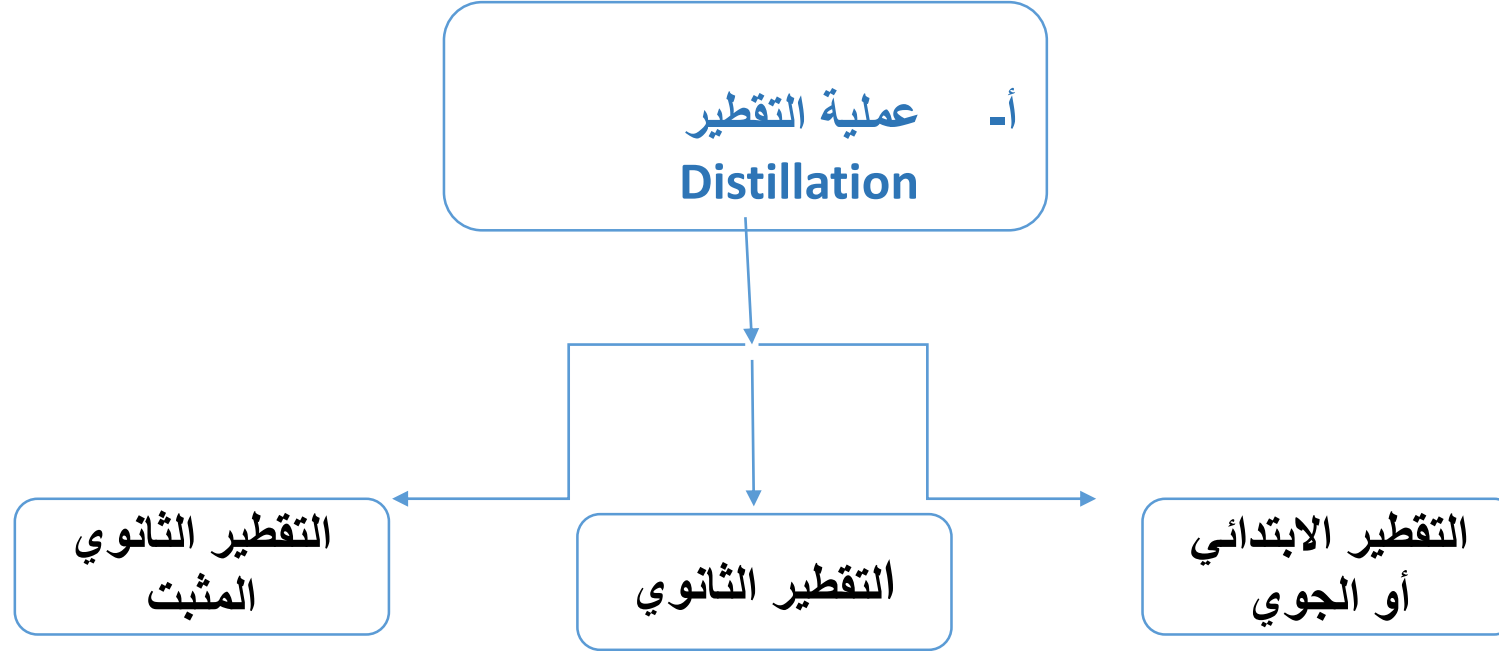 أ- عملية التقطير
Distillation
التقطير الابتدائي
أو الجوي
التقطير الثانوي
التقطير الثانوي
المثبت